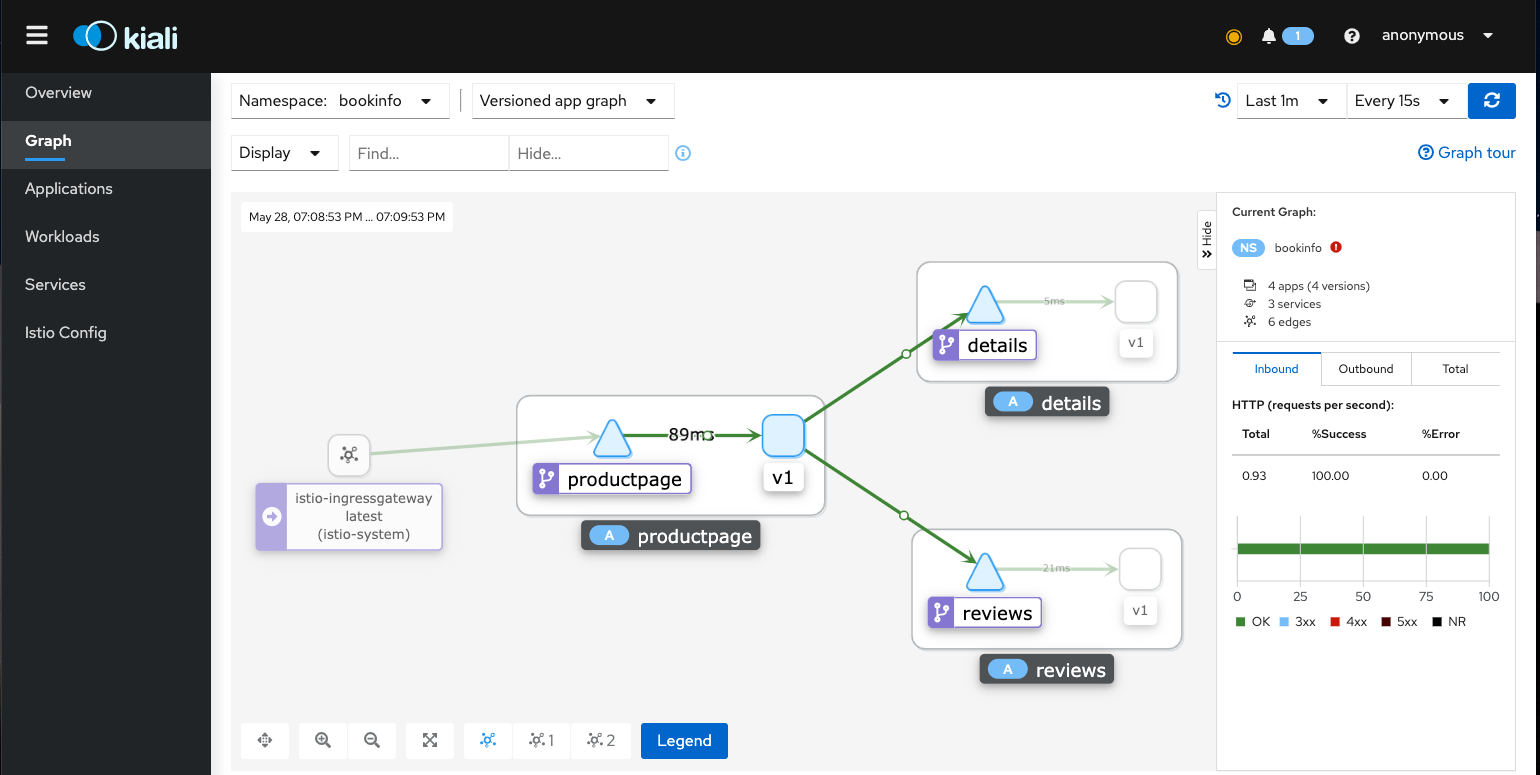 kiali
1
anonymous
Overview
Graph
Applications
Workloads
Services
Istio Config
Namespace: bookinfo
Versioned app graph
Last 1m
Every 15s
Display
Find...
Hide...
Graph tour
May 28, 07:08:53 PM ... 07:09:53 PM
Hide
5ms
details
v1
A details
89ms
productpage
v1
A productpage
istio-ingressgateway
latest
(istio-system)
21ms
reviews
v1
A reviews
1
2
Legend
Current Graph:
NS bookinfo
4 apps (4 versions)
3 services
6 edges
Inbound Outbound Total
HTTP (requests per second):
Total %Success %Error
0.93 100.00 0.00
0 25 50 75 100
OK 3xx 4xx 5xx NR